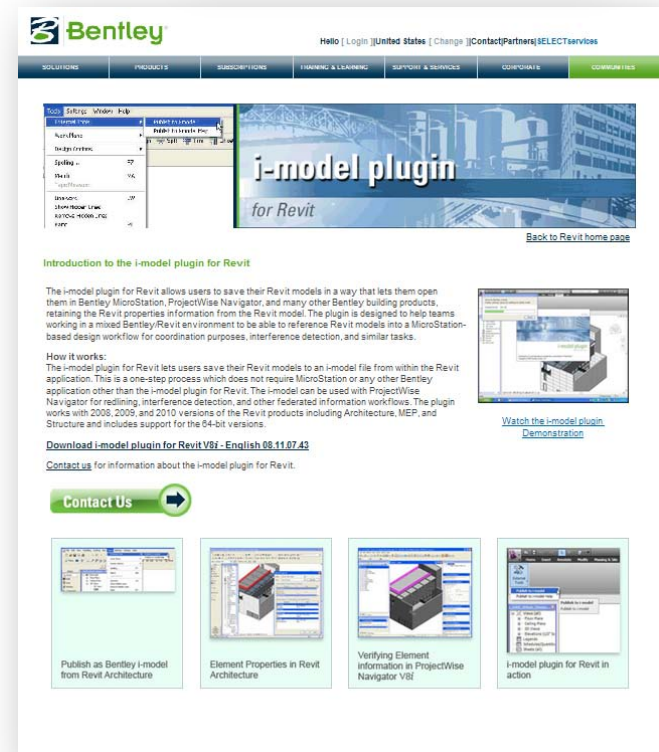 Bentley
Hello [ Login ]|United States [ Change ]|Contact|Partners|SELECTservices
SOLUTIONS PRODUCTS SUBSCRIPTIONS TRAINING & LEARNING SUPPORT & SERVICES CORPORATE COMMUNITIES
Tools Settings Window Help
Publish to i-model
Publish to i-model Help
Design Options
Spelling ... F7
i-model plugin
for Revit
Back to Revit home page
Introduction to the i-model plugin for Revit
The i-model plugin for Revit allows users to save their Revit models in a way that lets them open
them in Bentley MicroStation, ProjectWise Navigator, and many other Bentley building products,
retaining the Revit properties information from the Revit model. The plugin is designed to help teams
working in a mixed Bentley/Revit environment to be able to reference Revit models into a MicroStation-
based design workflow for coordination purposes, interference detection, and similar tasks.
How it works:
The i-model plugin for Revit lets users save their Revit models to an i-model file from within the Revit
application. This is a one-step process which does not require MicroStation or any other Bentley
application other than the i-model plugin for Revit. The i-model can be used with ProjectWise
Navigator for redlining, interference detection, and other federated information workflows. The plugin
works with 2008, 2009, and 2010 versions of the Revit products including Architecture, MEP, and
Structure and includes support for the 64-bit versions.
Watch the i-model plugin
Demonstration
Download i-model plugin for Revit V8i - English 08.11.07.43
Contact us for information about the i-model plugin for Revit.
Contact Us
Publish as Bentley i-model
from Revit Architecture
Element Properties in Revit
Architecture
Verifying Element
information in ProjectWise
Navigator V8i
i-model plugin for Revit in
action